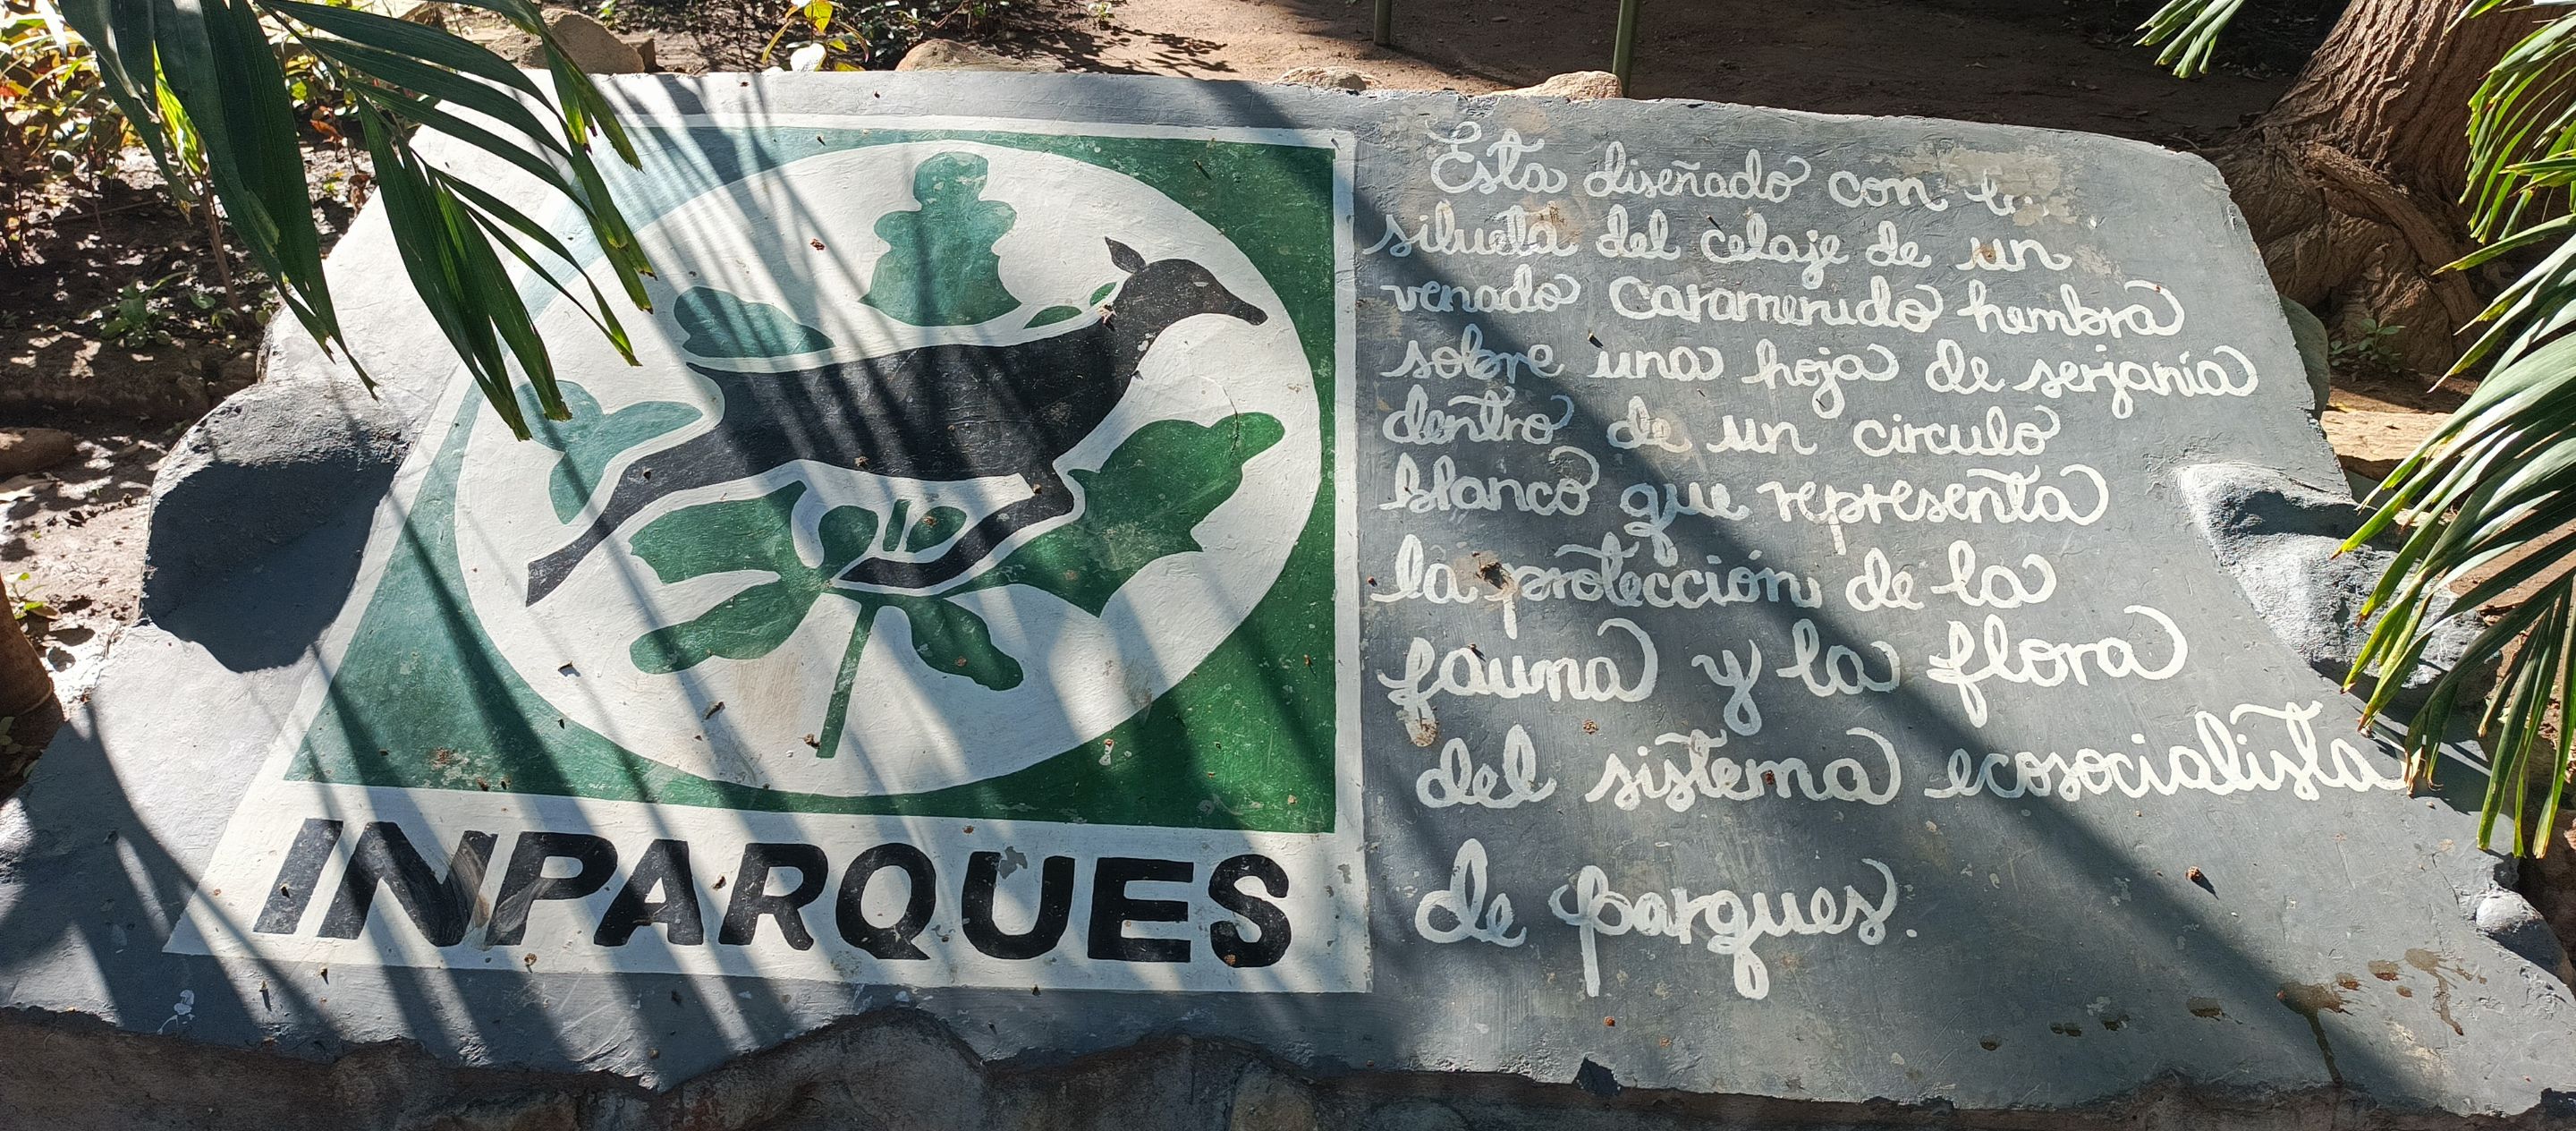 INPARQUES
Esta diseñado con
silueta del celaje de un
venado caramerudo hembra
sobre una hoja de serjanía
dentro de un circulo
blanco que representa
la protección de la
fauna y la flora
del sistema ecosocialista
de parques.